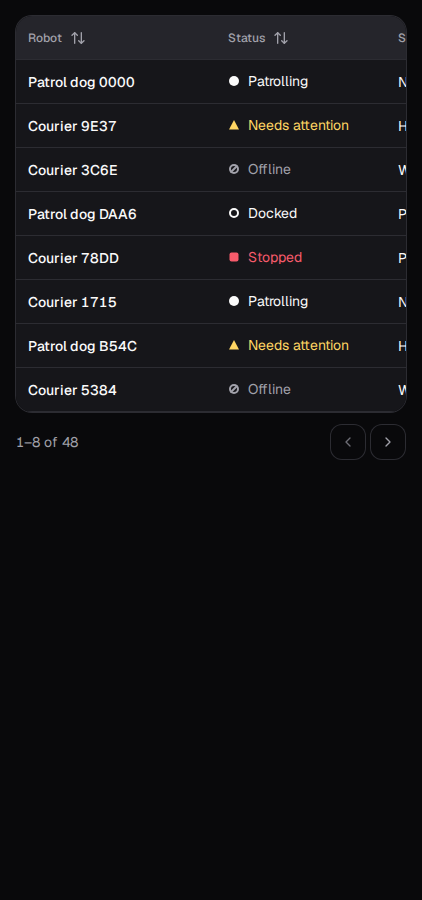 Robot Status S
Patrol dog 0000 Patrolling N
Courier 9E37 Needs attention H
Courier 3C6E Offline W
Patrol dog DAA6 Docked P
Courier 78DD Stopped P
Courier 1715 Patrolling N
Patrol dog B54C Needs attention H
Courier 5384 Offline W
1–8 of 48